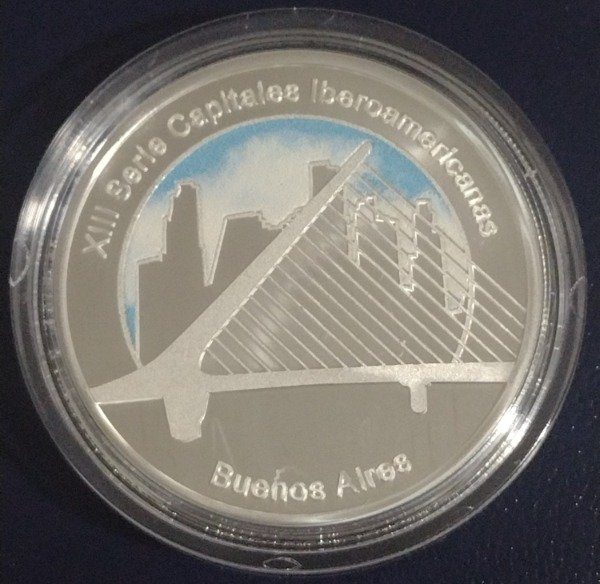 XIII Serie Capitales Iberoamericanas
Buenos Aires